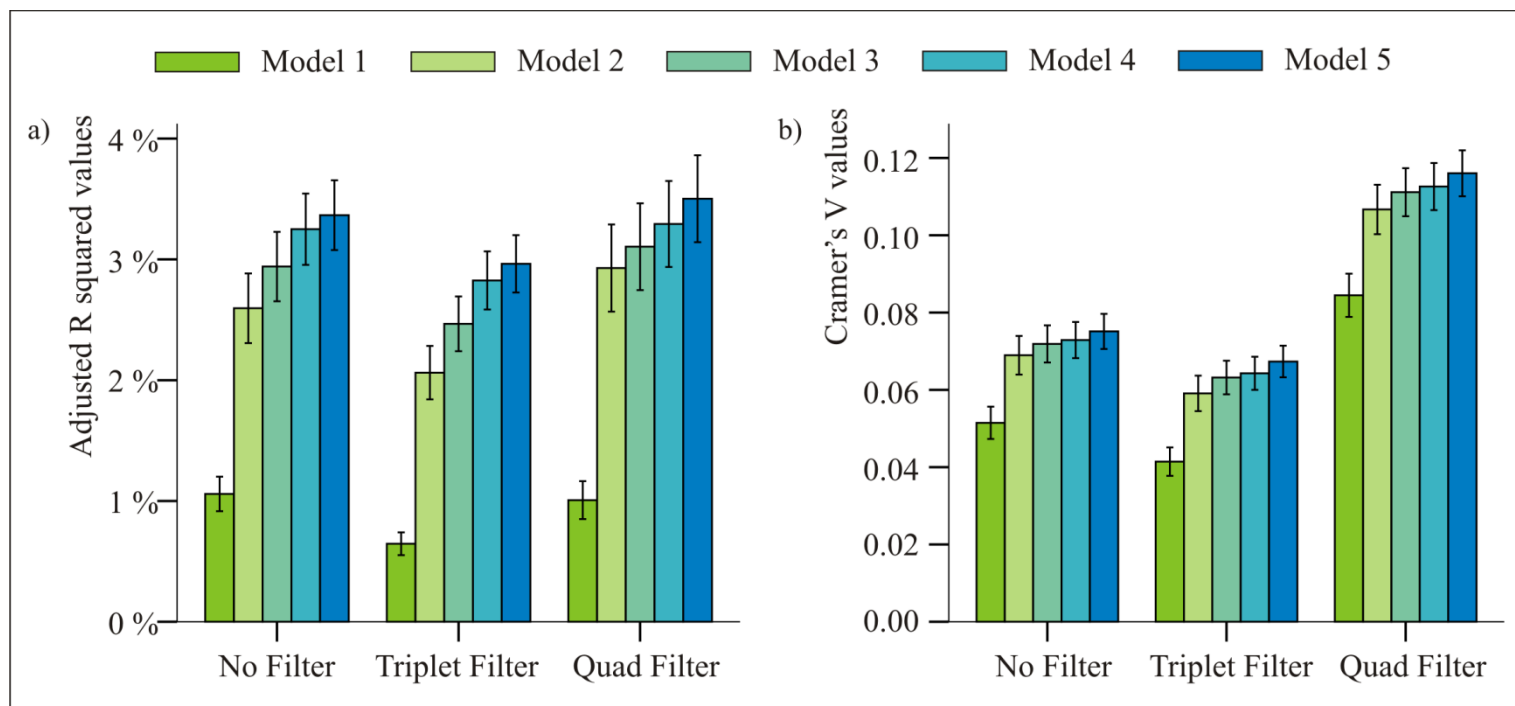 Model 1 Model 2 Model 3 Model 4 Model 5
a)
Adjusted R squared values
4 %
3 %
2 %
1 %
0 %
No Filter Triplet Filter Quad Filter
b)
Cramer's V values
0.12
0.10
0.08
0.06
0.04
0.02
0.00
No Filter Triplet Filter Quad Filter